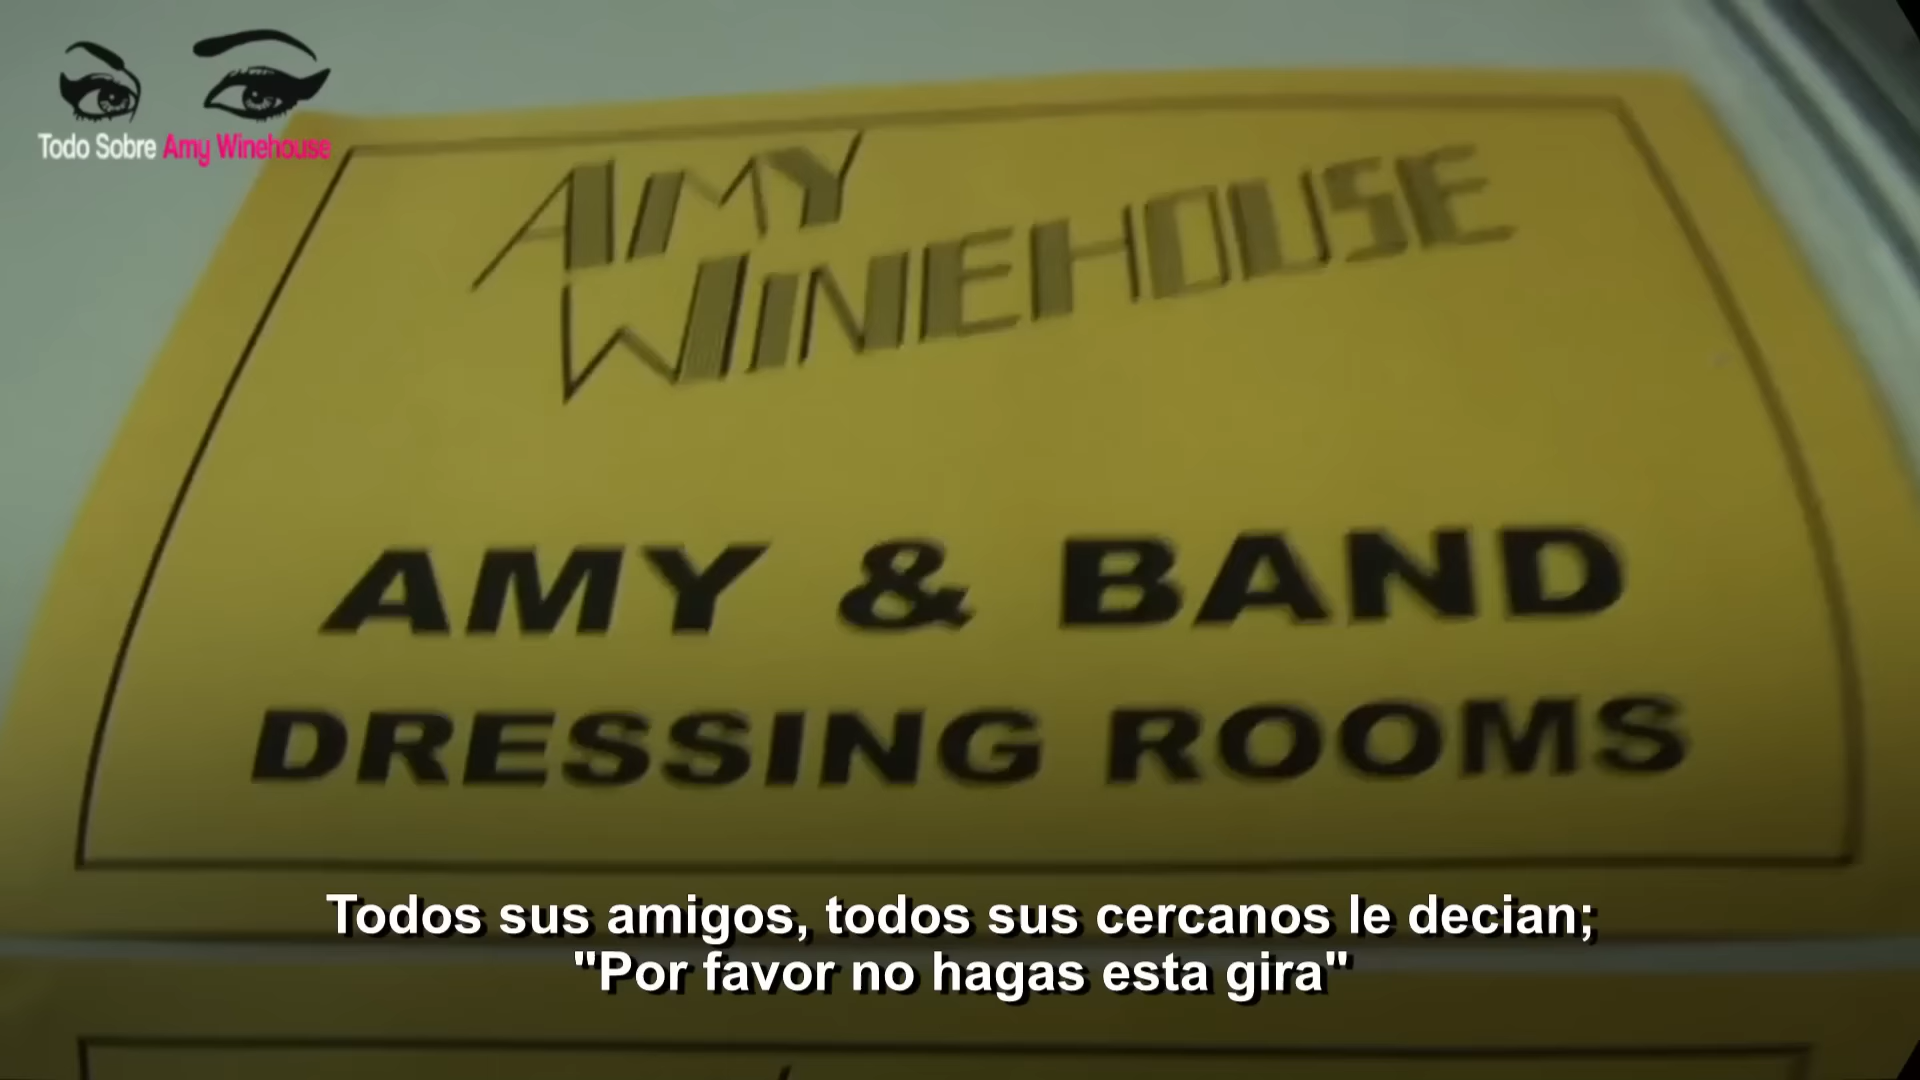 Todo Sobre Amy Winehouse
AMY
WINEHOUSE
AMY & BAND
DRESSING ROOMS
Todos sus amigos, todos sus cercanos le decian;
"Por favor no hagas esta gira"